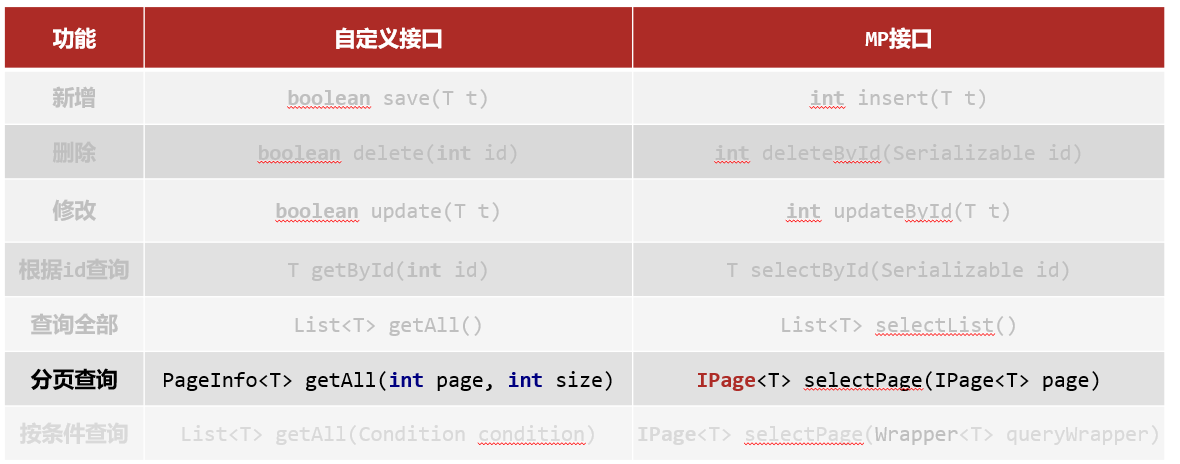 功能 自定义接口 MP接口
新增 boolean save(T t) int insert(T t)
删除 boolean delete(int id) int deleteById(Serializable id)
修改 boolean update(T t) int updateById(T t)
根据id查询 T getById(int id) T selectById(Serializable id)
查询全部 List<T> getAll() List<T> selectList()
分页查询 PageInfo<T> getAll(int page, int size) IPage<T> selectPage(IPage<T> page)
按条件查询 List<T> getAll(Condition condition) IPage<T> selectPage(Wrapper<T> queryWrapper)